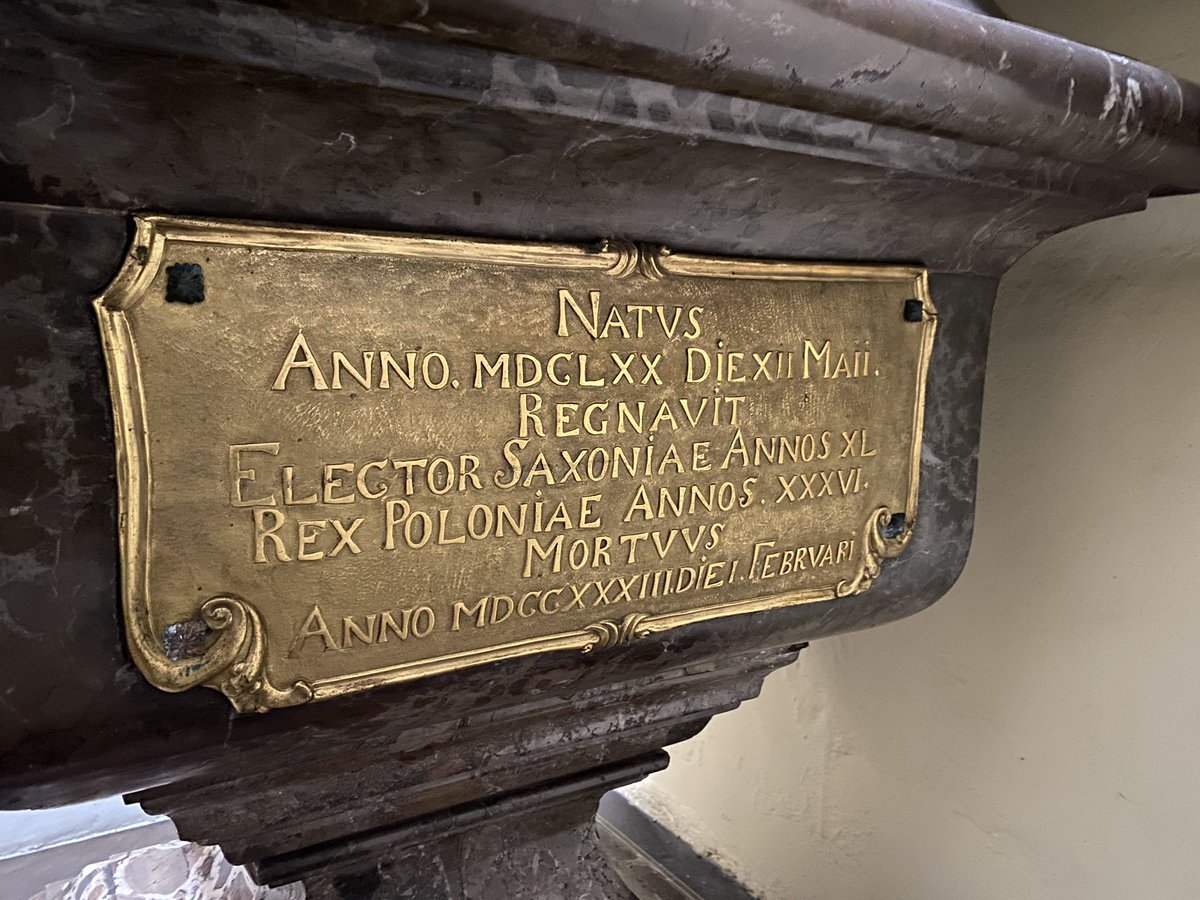 NATVS
ANNO. MDCLXX DiE XII MAii.
REGNAViT
ELECTOR SAXONiAE ANNOS XL
REX POLONiAE ANNOS. XXXVI.
MORTVVS
ANNO MDCCXXXIII. DiE I. FEBRVARi